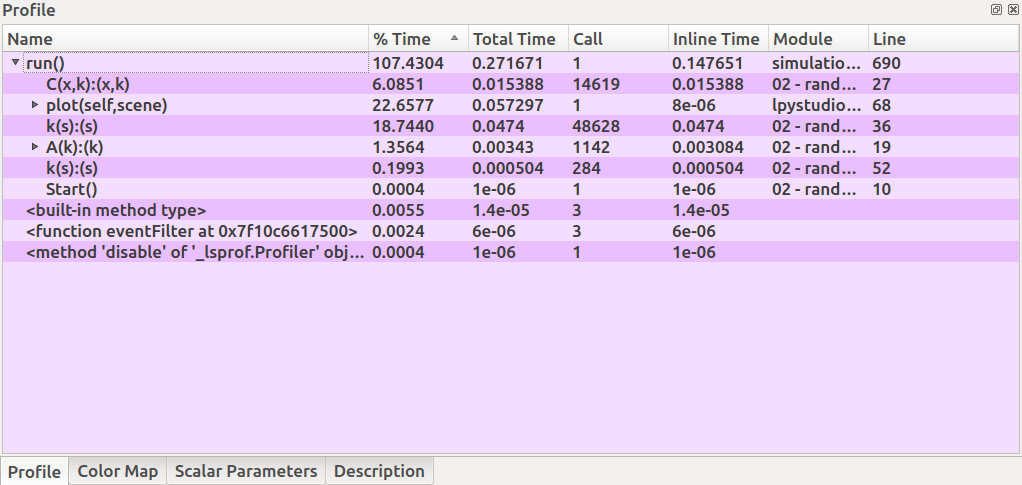 Profile
Name % Time Total Time Call Inline Time Module Line
run() 107.4304 0.271671 1 0.147651 simulatio... 690
C(x,k):(x,k) 6.0851 0.015388 14619 0.015388 02 - rand... 27
plot(self,scene) 22.6577 0.057297 1 8e-06 lpystudio... 68
k(s):(s) 18.7440 0.0474 48628 0.0474 02 - rand... 36
A(k):(k) 1.3564 0.00343 1142 0.003084 02 - rand... 19
k(s):(s) 0.1993 0.000504 284 0.000504 02 - rand... 52
Start() 0.0004 1e-06 1 1e-06 02 - rand... 10
<built-in method type> 0.0055 1.4e-05 3 1.4e-05
<function eventFilter at 0x7f10c6617500> 0.0024 6e-06 3 6e-06
<method 'disable' of '_lsprof.Profiler' obj... 0.0004 1e-06 1 1e-06
Profile Color Map Scalar Parameters Description